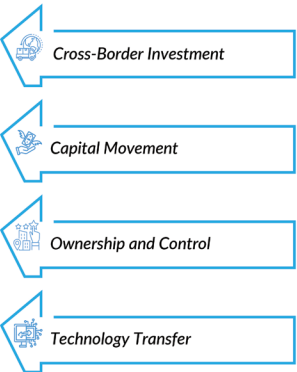 Cross-Border Investment
Capital Movement
Ownership and Control
Technology Transfer